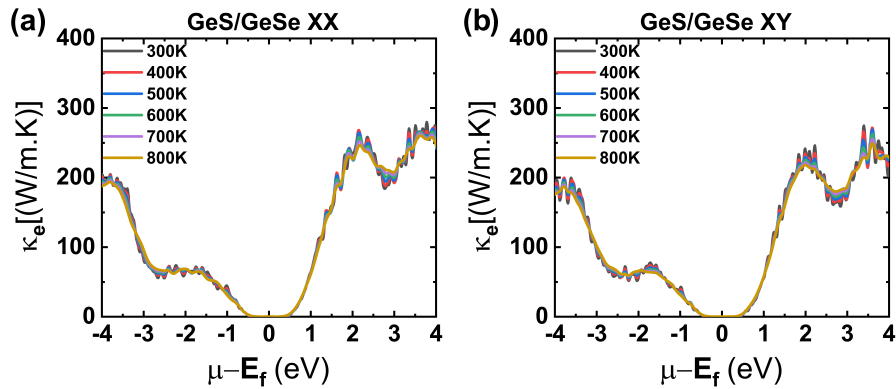 (a) GeS/GeSe XX
400
300
200
100
0
κe[(W/m.K)]
300K
400K
500K
600K
700K
800K
-4 -3 -2 -1 0 1 2 3 4
μ−Ef (eV)
(b) GeS/GeSe XY
400
300
200
100
0
κe[(W/m.K)]
300K
400K
500K
600K
700K
800K
-4 -3 -2 -1 0 1 2 3 4
μ−Ef (eV)